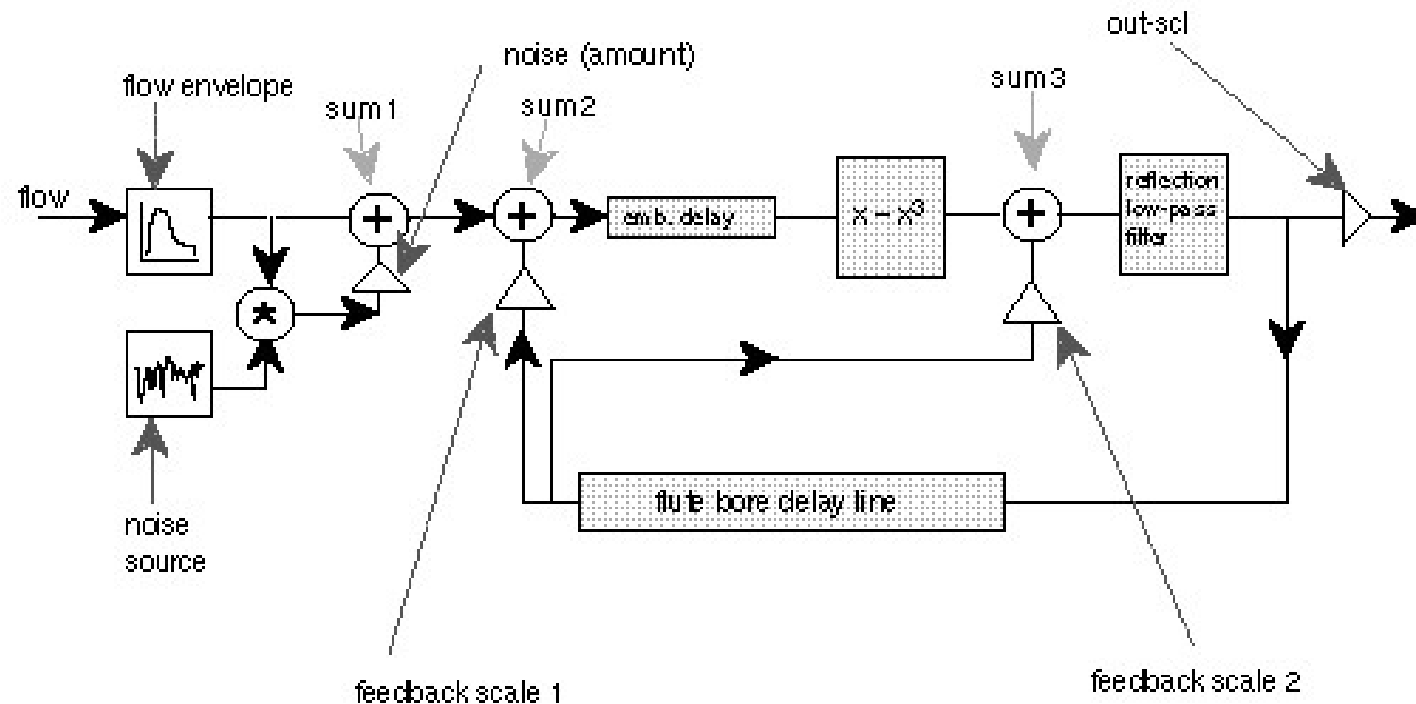 out-scl
noise (amount)
flow envelope
sum1
sum2
sum3
flow
+
+
emb. delay
x – x³
+
reflection
low-pass
filter
*
flute bore delay line
noise
source
feedback scale 1
feedback scale 2